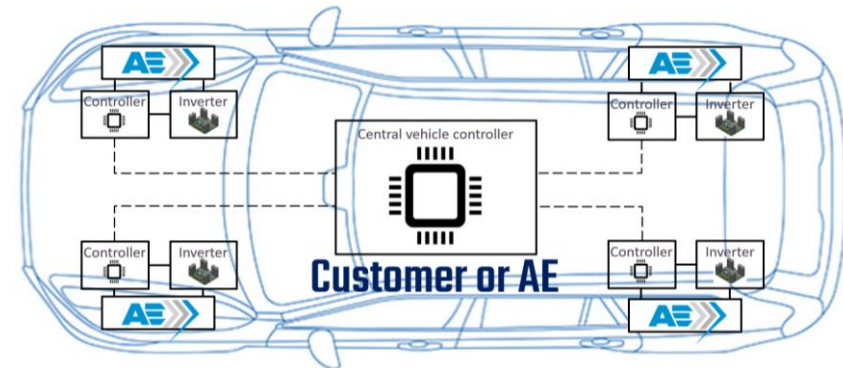 AE
AE
Controller
Inverter
Controller
Inverter
Central vehicle controller
Customer or AE
Controller
Inverter
Controller
Inverter
AE
AE